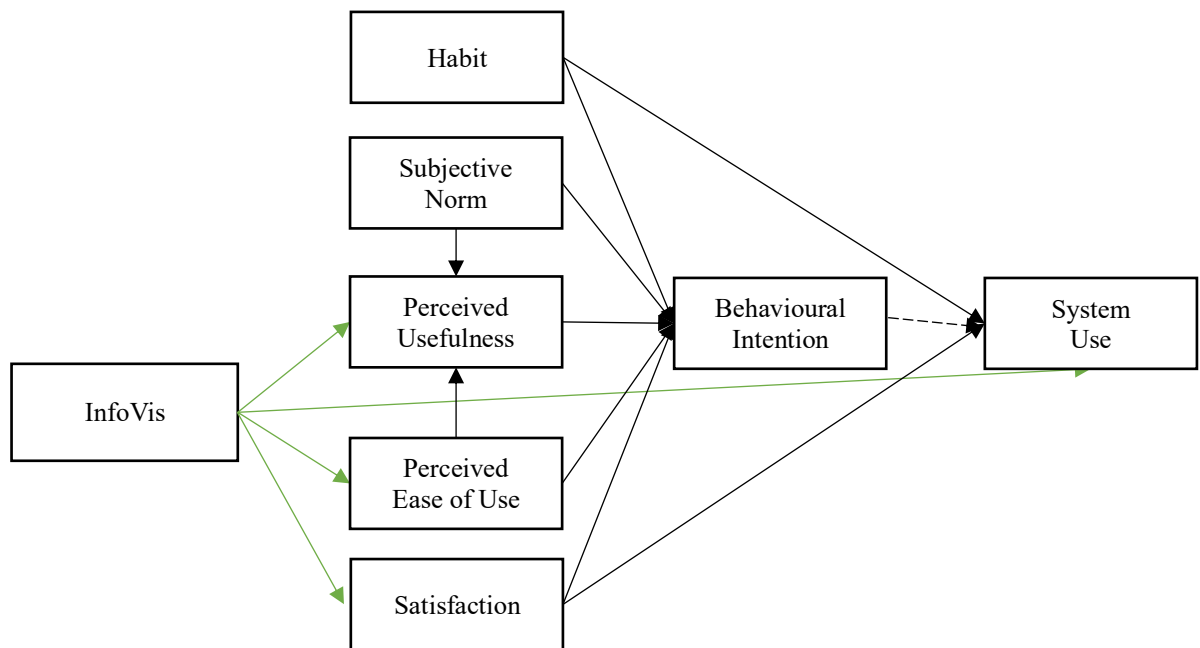 Habit
Subjective
Norm
Perceived
Usefulness
Behavioural
Intention
System
Use
InfoVis
Perceived
Ease of Use
Satisfaction